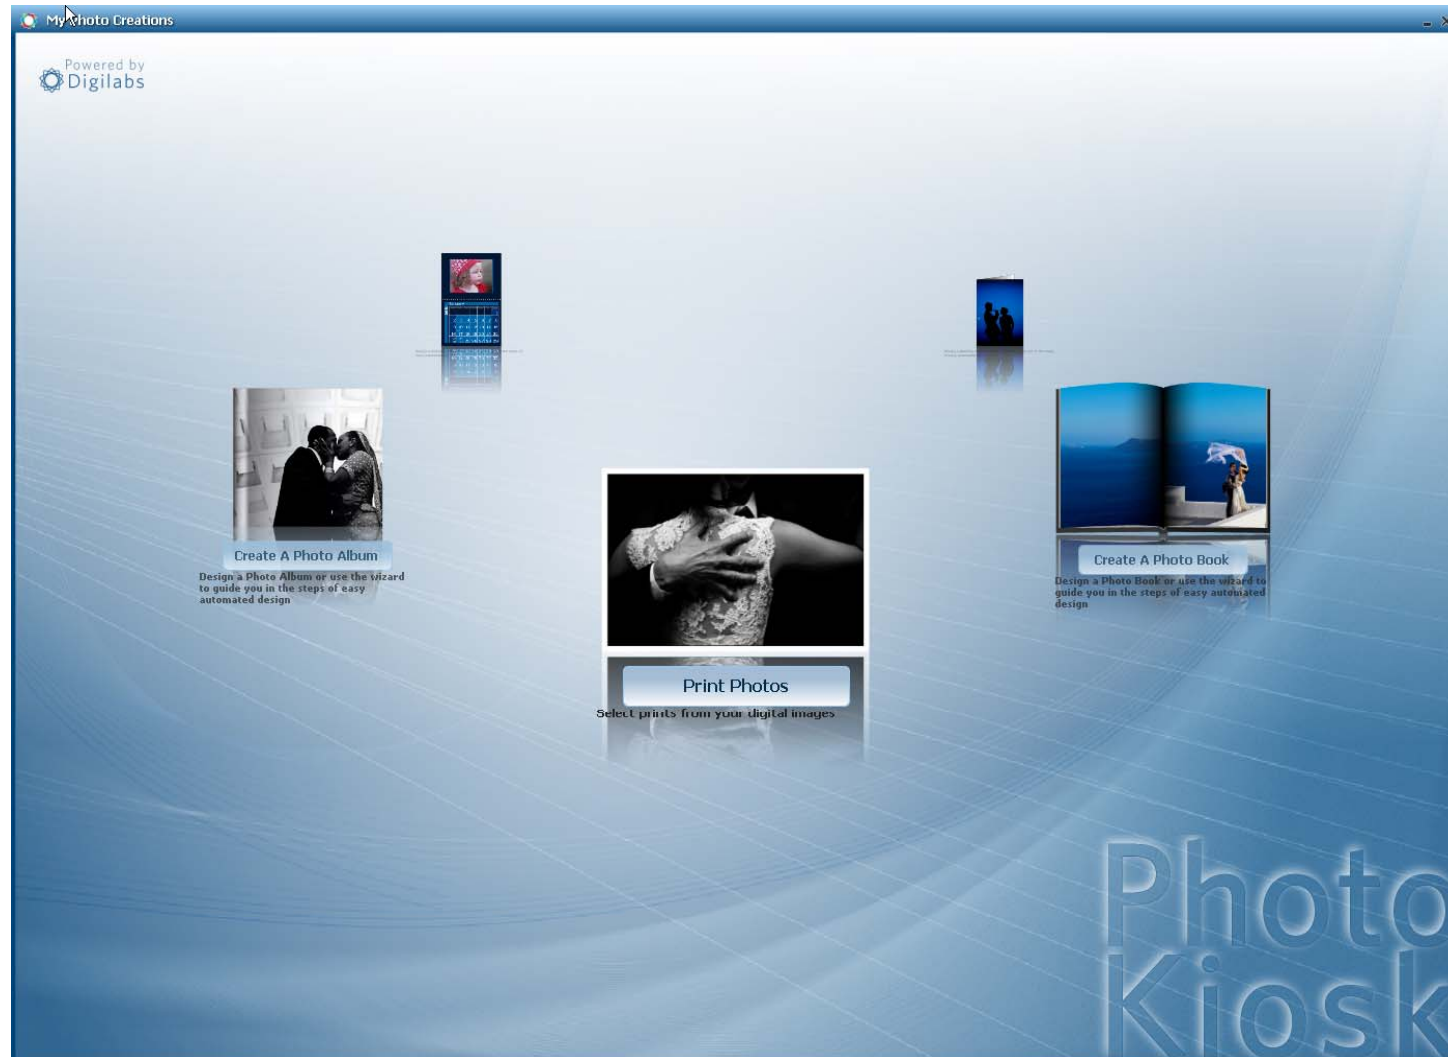 My Photo Creations
Powered by
Digilabs
Create A Photo Album
Design a Photo Album or use the wizard
to guide you in the steps of easy
automated design
Print Photos
Select prints from your digital images
Create A Photo Book
Design a Photo Book or use the wizard to
guide you in the steps of easy automated
design
Photo
Kiosk